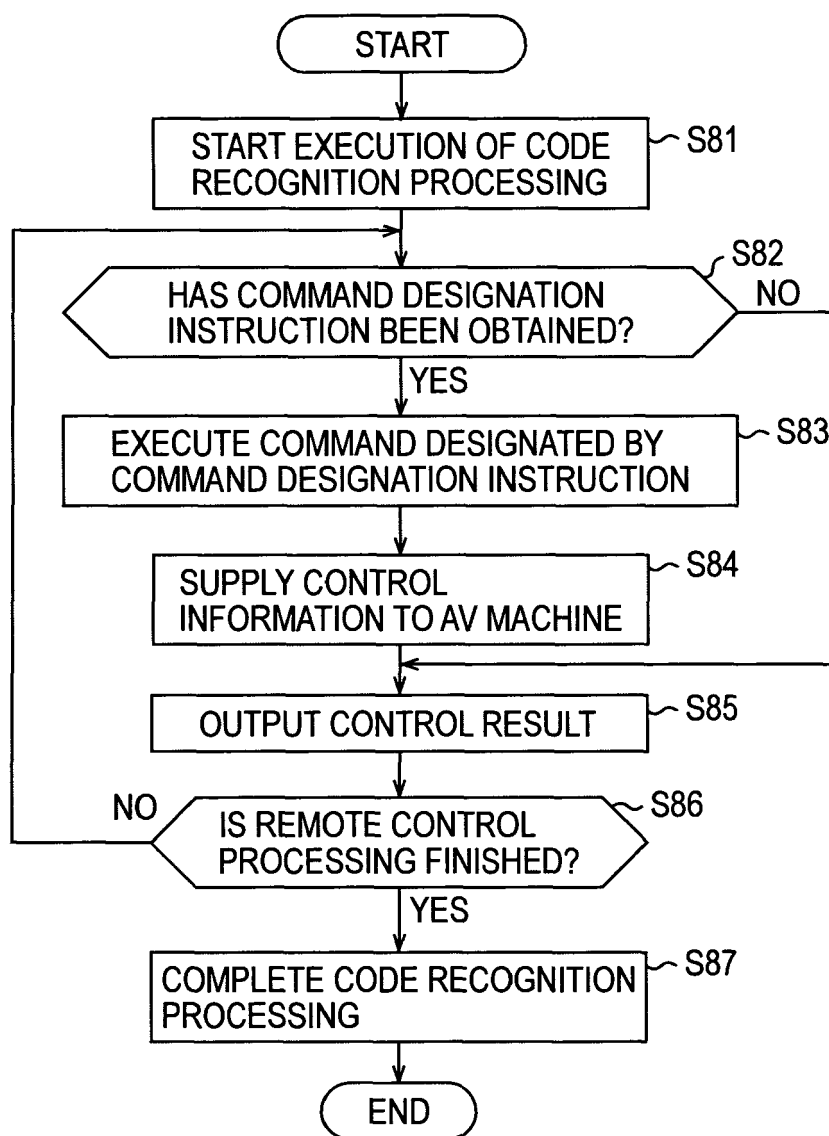 START
START EXECUTION OF CODE
RECOGNITION PROCESSING
S81
S82
HAS COMMAND DESIGNATION
INSTRUCTION BEEN OBTAINED?
NO
YES
EXECUTE COMMAND DESIGNATED BY
COMMAND DESIGNATION INSTRUCTION
S83
SUPPLY CONTROL
INFORMATION TO AV MACHINE
S84
OUTPUT CONTROL RESULT
S85
NO
IS REMOTE CONTROL
PROCESSING FINISHED?
S86
YES
COMPLETE CODE RECOGNITION
PROCESSING
S87
END